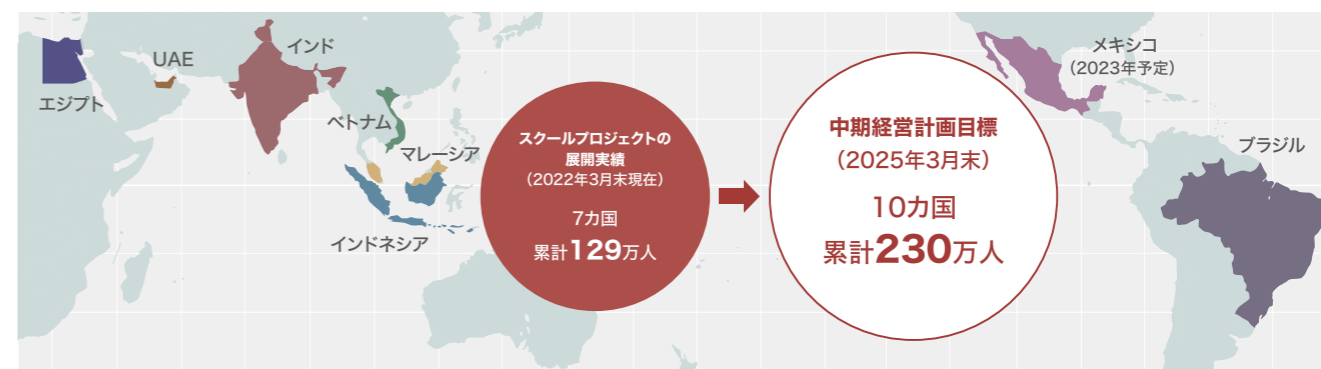 エジプト
UAE
インド
ベトナム
マレーシア
インドネシア
スクールプロジェクトの
展開実績
（2022年3月末現在）
7カ国
累計129万人
中期経営計画目標
（2025年3月末）
10カ国
累計230万人
メキシコ
（2023年予定）
ブラジル